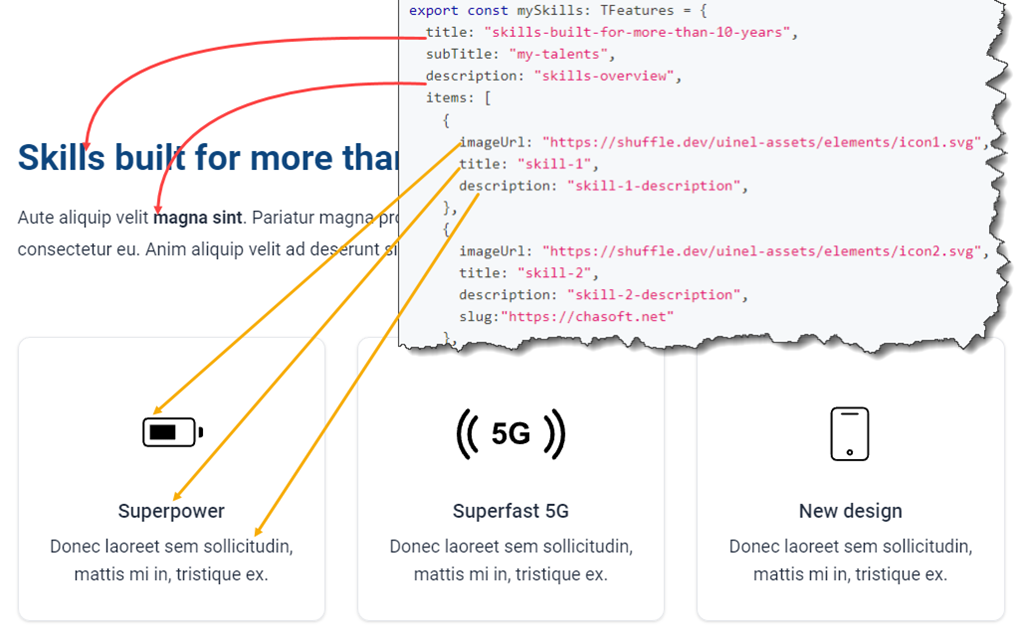 export const mySkills: TFeatures = {
title: "skills-built-for-more-than-10-years",
subTitle: "my-talents",
description: "skills-overview",
items: [
{
imageUrl: "https://shuffle.dev/uinel-assets/elements/icon1.svg",
title: "skill-1",
description: "skill-1-description",
},
{
imageUrl: "https://shuffle.dev/uinel-assets/elements/icon2.svg",
title: "skill-2",
description: "skill-2-description",
slug:"https://chasoft.net"
},
Skills built for more than
Aute aliquip velit magna sint. Pariatur magna
consectetur eu. Anim aliquip velit ad deserunt
5G
Superpower
Donec laoreet sem sollicitudin,
mattis mi in, tristique ex.
Superfast 5G
Donec laoreet sem sollicitudin,
mattis mi in, tristique ex.
New design
Donec laoreet sem sollicitudin,
mattis mi in, tristique ex.